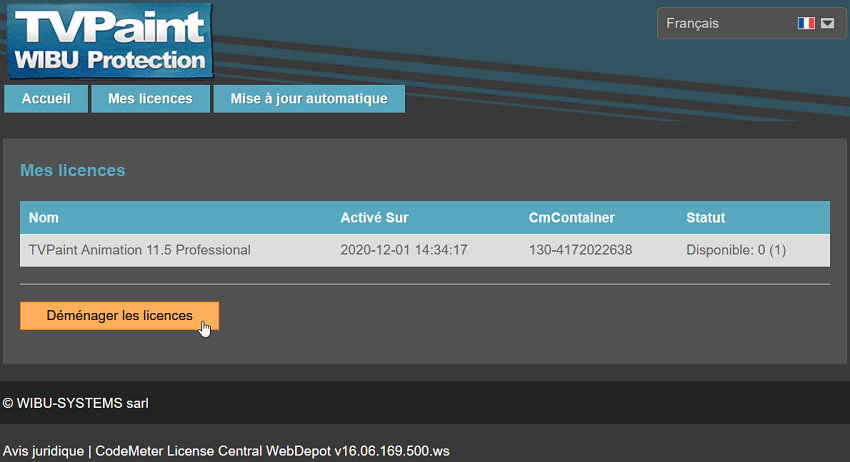 TVPaint
WIBU Protection
Français
Accueil Mes licences Mise à jour automatique
Mes licences
Nom Activé Sur CmContainer Statut
TVPaint Animation 11.5 Professional 2020-12-01 14:34:17 130-4172022638 Disponible: 0 (1)
Déménager les licences
© WIBU-SYSTEMS sarl
Avis juridique | CodeMeter License Central WebDepot v16.06.169.500.ws